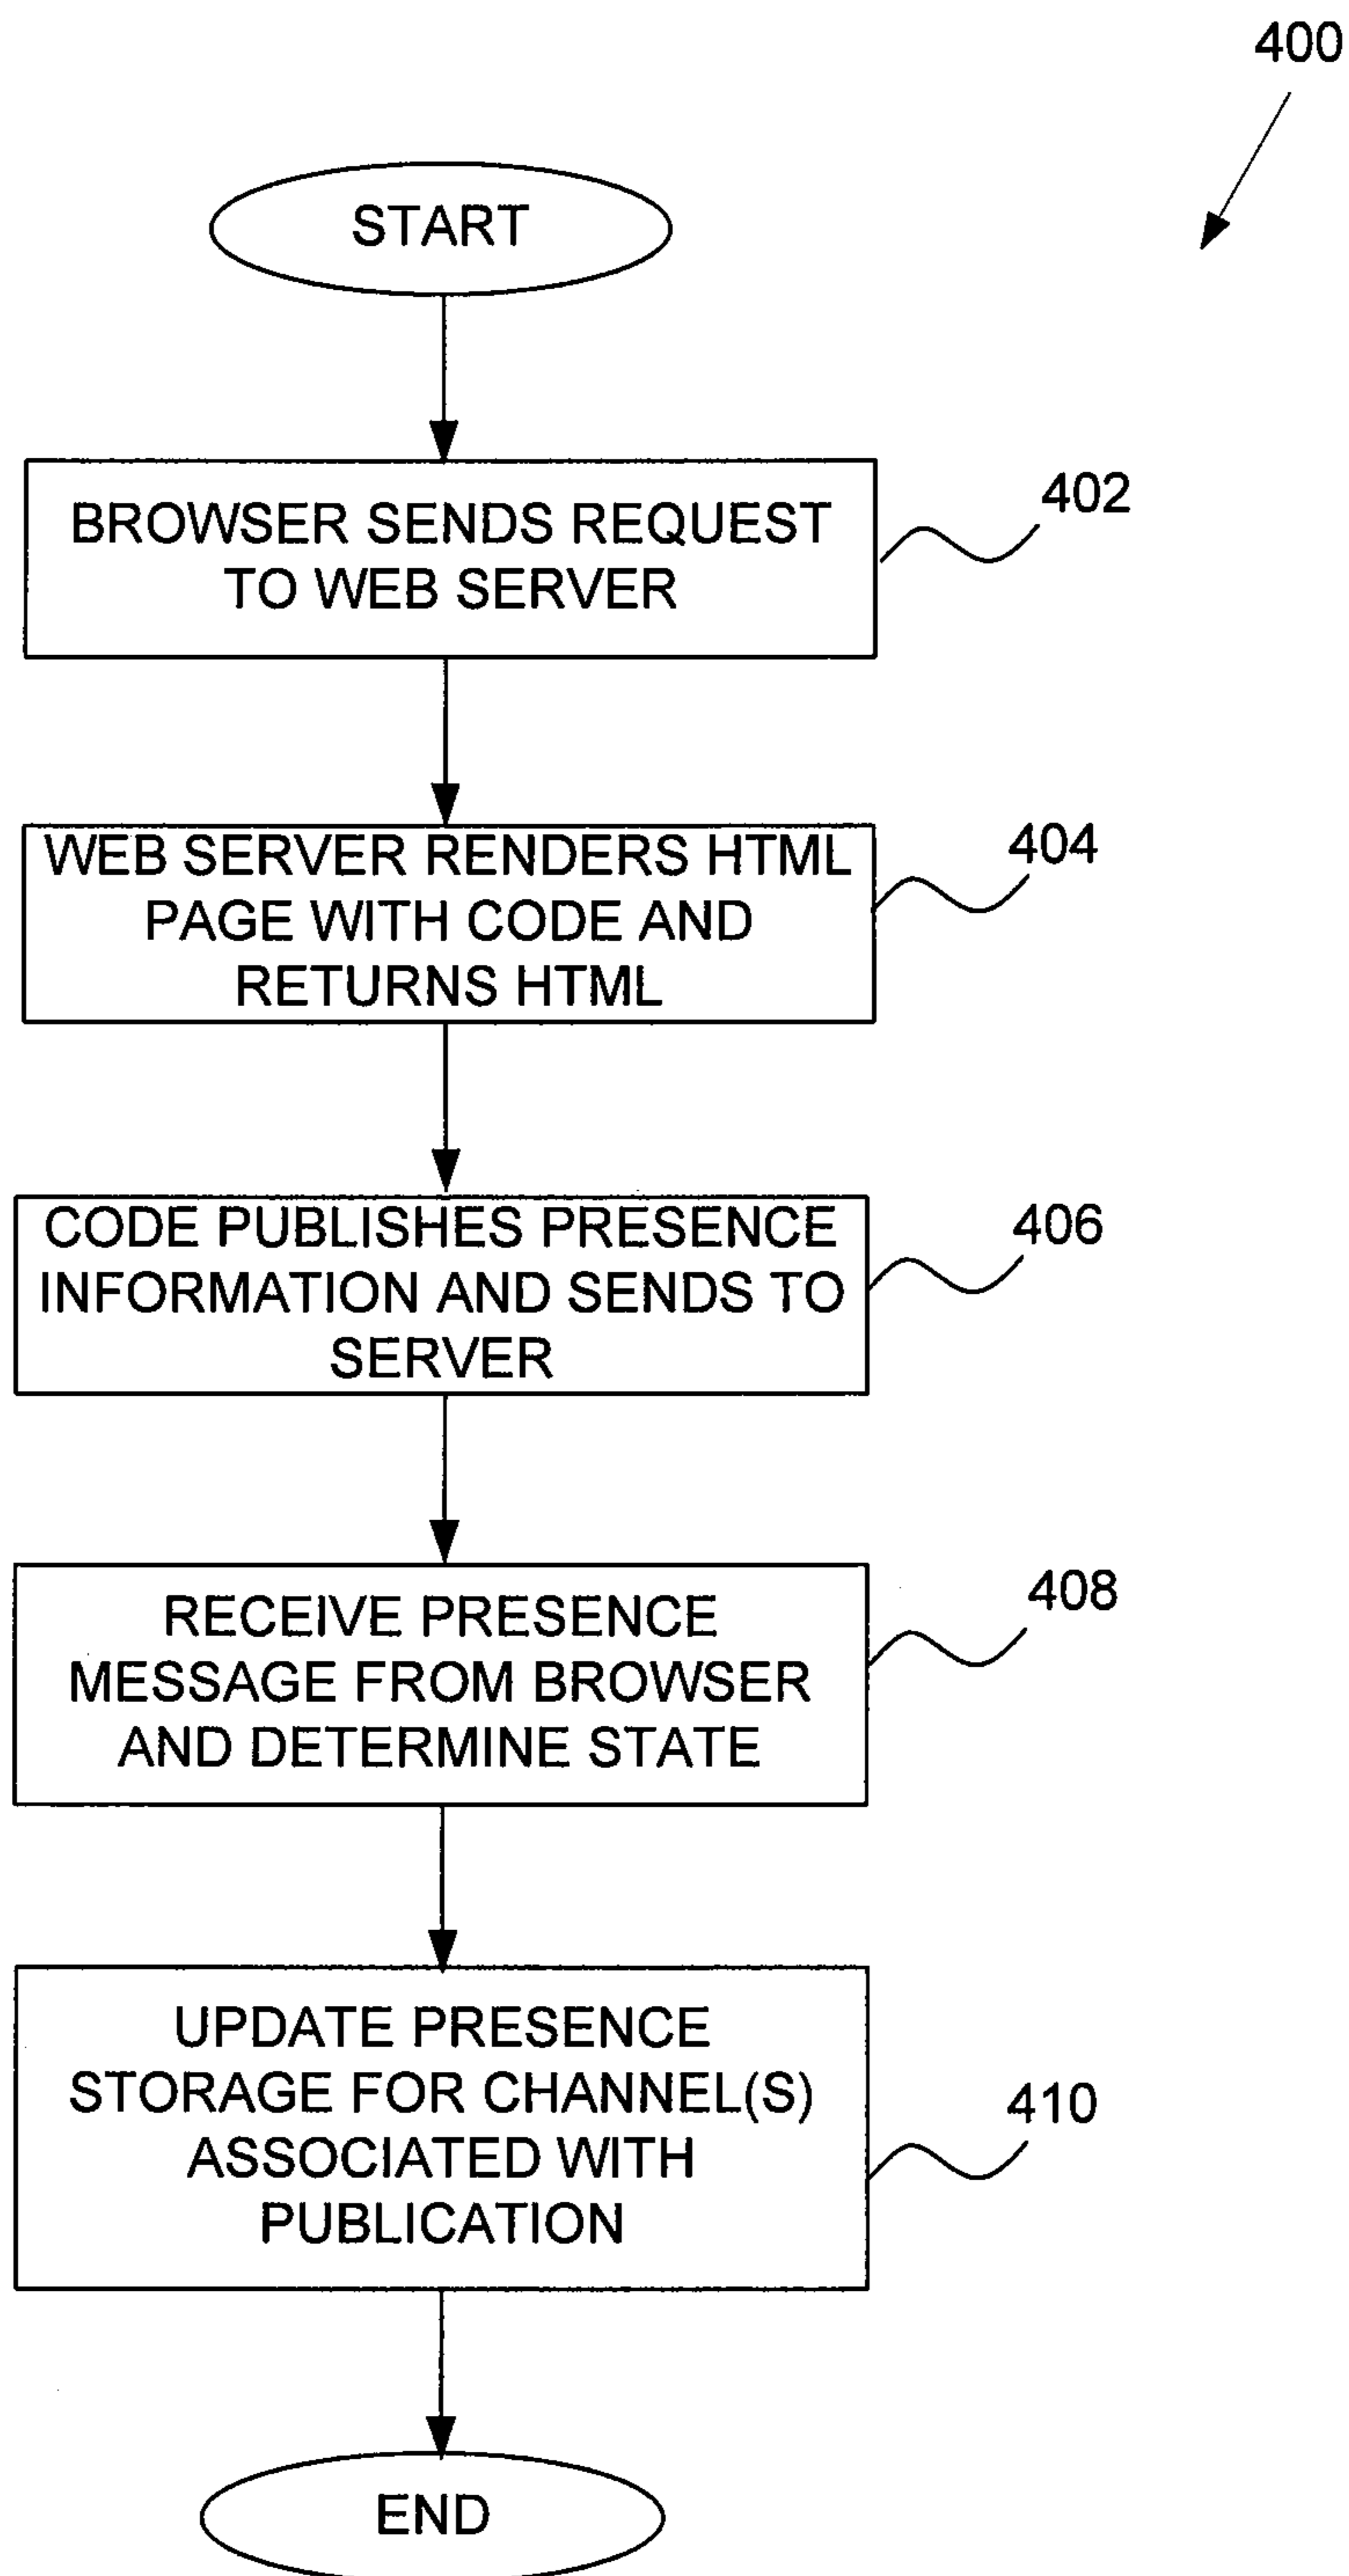 400
START
BROWSER SENDS REQUEST
TO WEB SERVER
402
WEB SERVER RENDERS HTML
PAGE WITH CODE AND
RETURNS HTML
404
CODE PUBLISHES PRESENCE
INFORMATION AND SENDS TO
SERVER
406
RECEIVE PRESENCE
MESSAGE FROM BROWSER
AND DETERMINE STATE
408
UPDATE PRESENCE
STORAGE FOR CHANNEL(S)
ASSOCIATED WITH
PUBLICATION
410
END